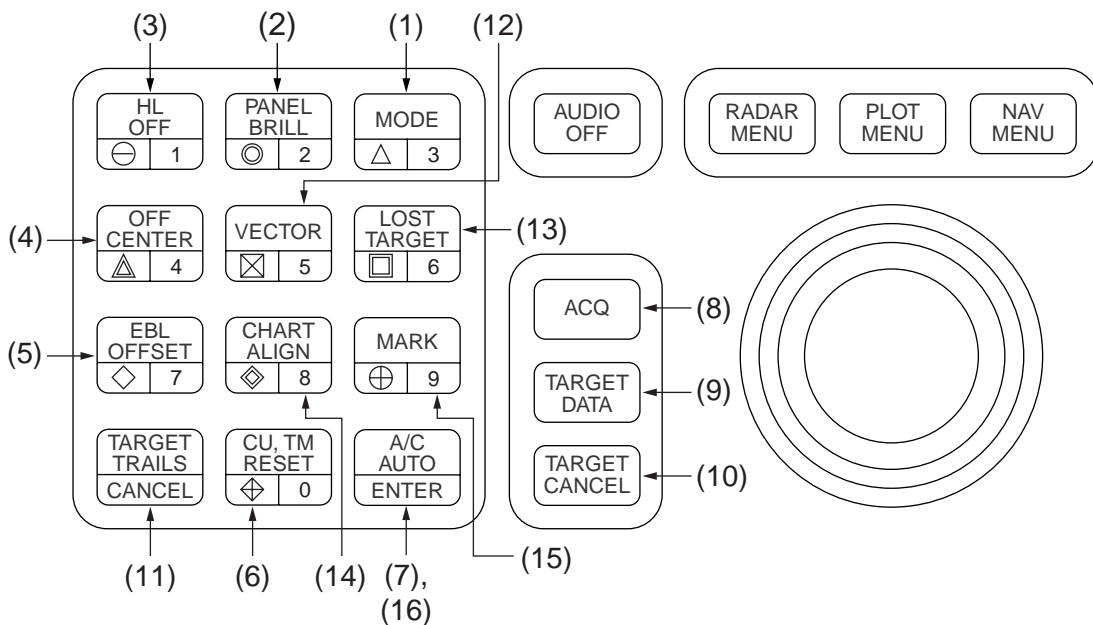 (3)
(2)
(1)
(12)
HL
OFF
1
PANEL
BRILL
2
MODE
3
AUDIO
OFF
RADAR
MENU
PLOT
MENU
NAV
MENU
(4)
OFF
CENTER
4
VECTOR
5
LOST
TARGET
6
(13)
ACQ
(8)
(5)
EBL
OFFSET
7
CHART
ALIGN
8
MARK
9
TARGET
DATA
(9)
TARGET
TRAILS
CANCEL
CU, TM
RESET
0
A/C
AUTO
ENTER
TARGET
CANCEL
(10)
(11)
(6)
(14)
(7),
(16)
(15)